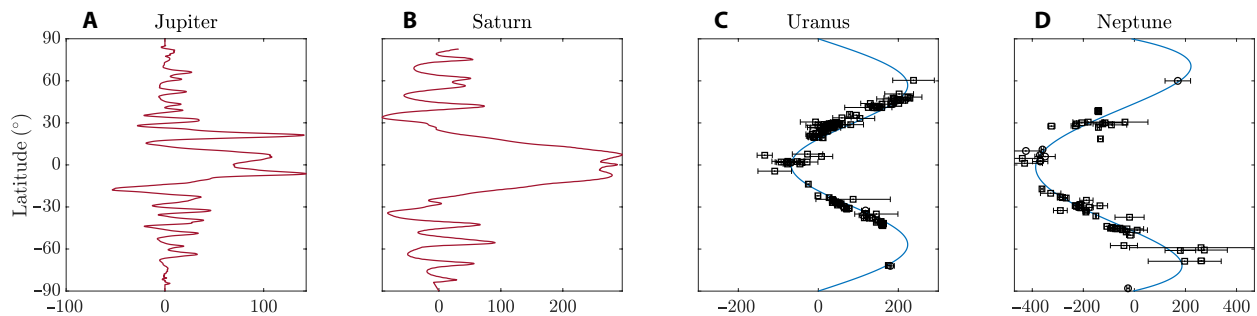 A Jupiter
B Saturn
C Uranus
D Neptune
Latitude (°)
90
60
30
0
−30
−60
−90
−100 0 100
0 100 200
−200 0 200
−400 −200 0 200 400